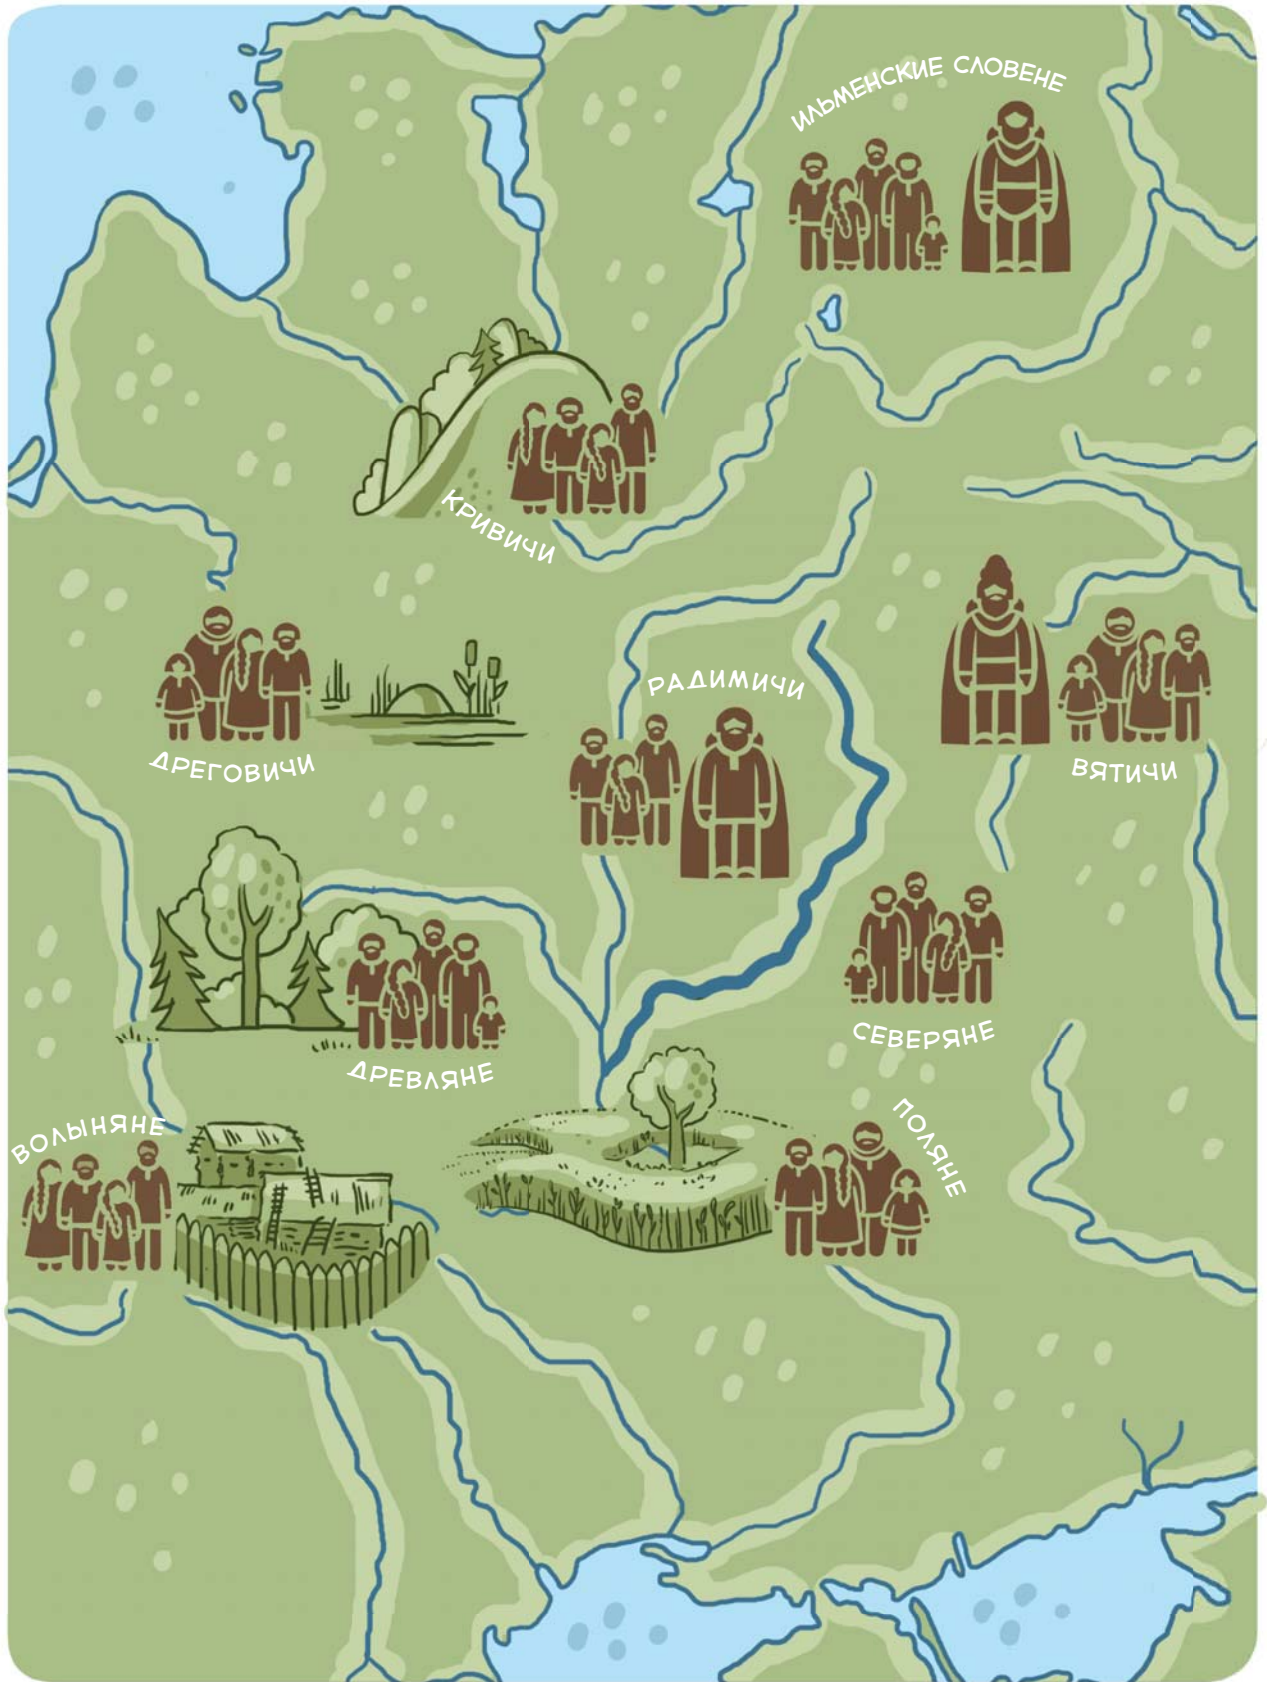 ИЛЬМЕНСКИЕ СЛОВЕНЕ
КРИВИЧИ
РАДИМИЧИ
ДРЕГОВИЧИ
ВЯТИЧИ
СЕВЕРЯНЕ
ДРЕВЛЯНЕ
ВОЛЫНЯНЕ
ПОЛЯНЕ